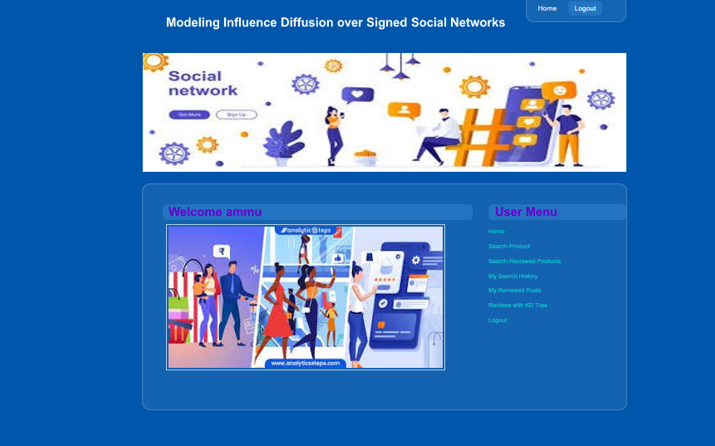 Home
Logout
Modeling Influence Diffusion over Signed Social Networks
Social
network
Get More
Sign Up
Welcome ammu
analyticsteps
www.analyticsteps.com
User Menu
Home
Search Product
Search Reviewed Products
My Search History
My Reviewed Posts
Reviews with KD Tree
Logout